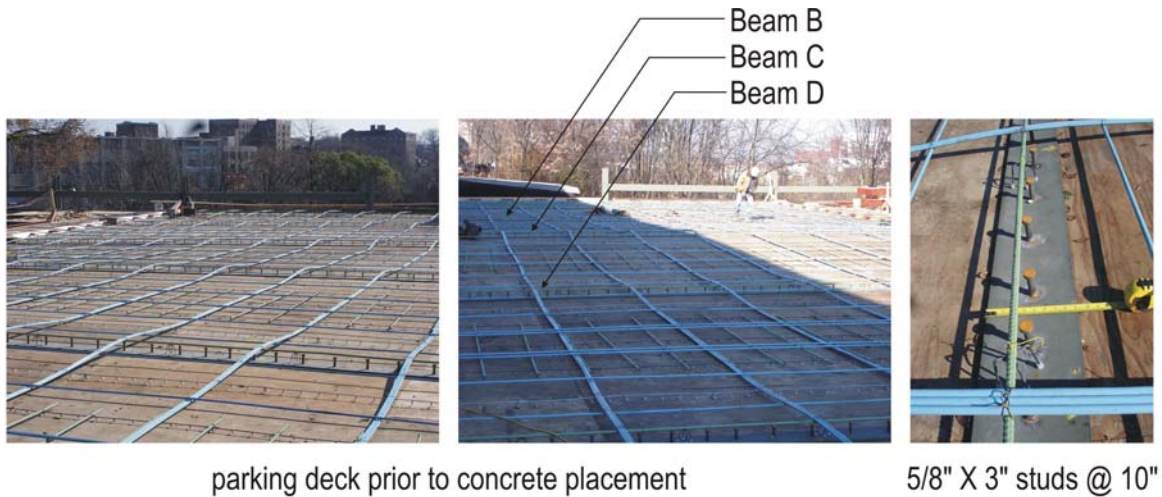 Beam B
Beam C
Beam D
parking deck prior to concrete placement
5/8" X 3" studs @ 10"